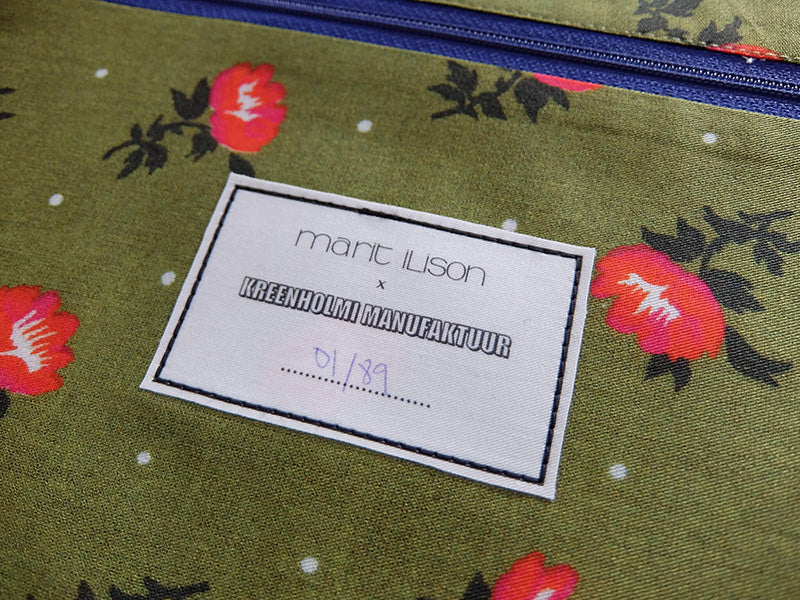 marit ilison
x
KREENHOLMI MANUFAKTUUR
01/89